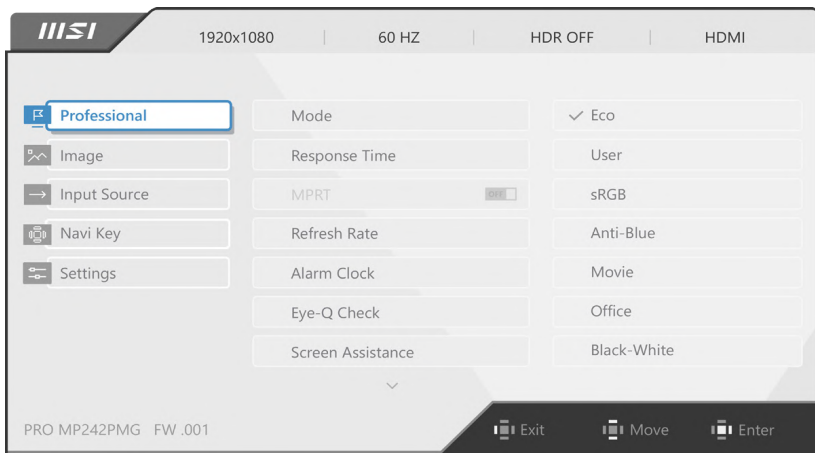 msi
1920x1080 60 HZ HDR OFF HDMI
Professional
Image
Input Source
Navi Key
Settings
Mode
Response Time
MPRT OFF
Refresh Rate
Alarm Clock
Eye-Q Check
Screen Assistance
Eco
User
sRGB
Anti-Blue
Movie
Office
Black-White
PRO MP242PMG FW .001
Exit Move Enter